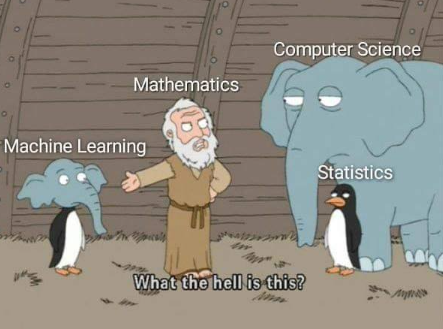 Computer Science
Mathematics
Machine Learning
Statistics
What the hell is this?